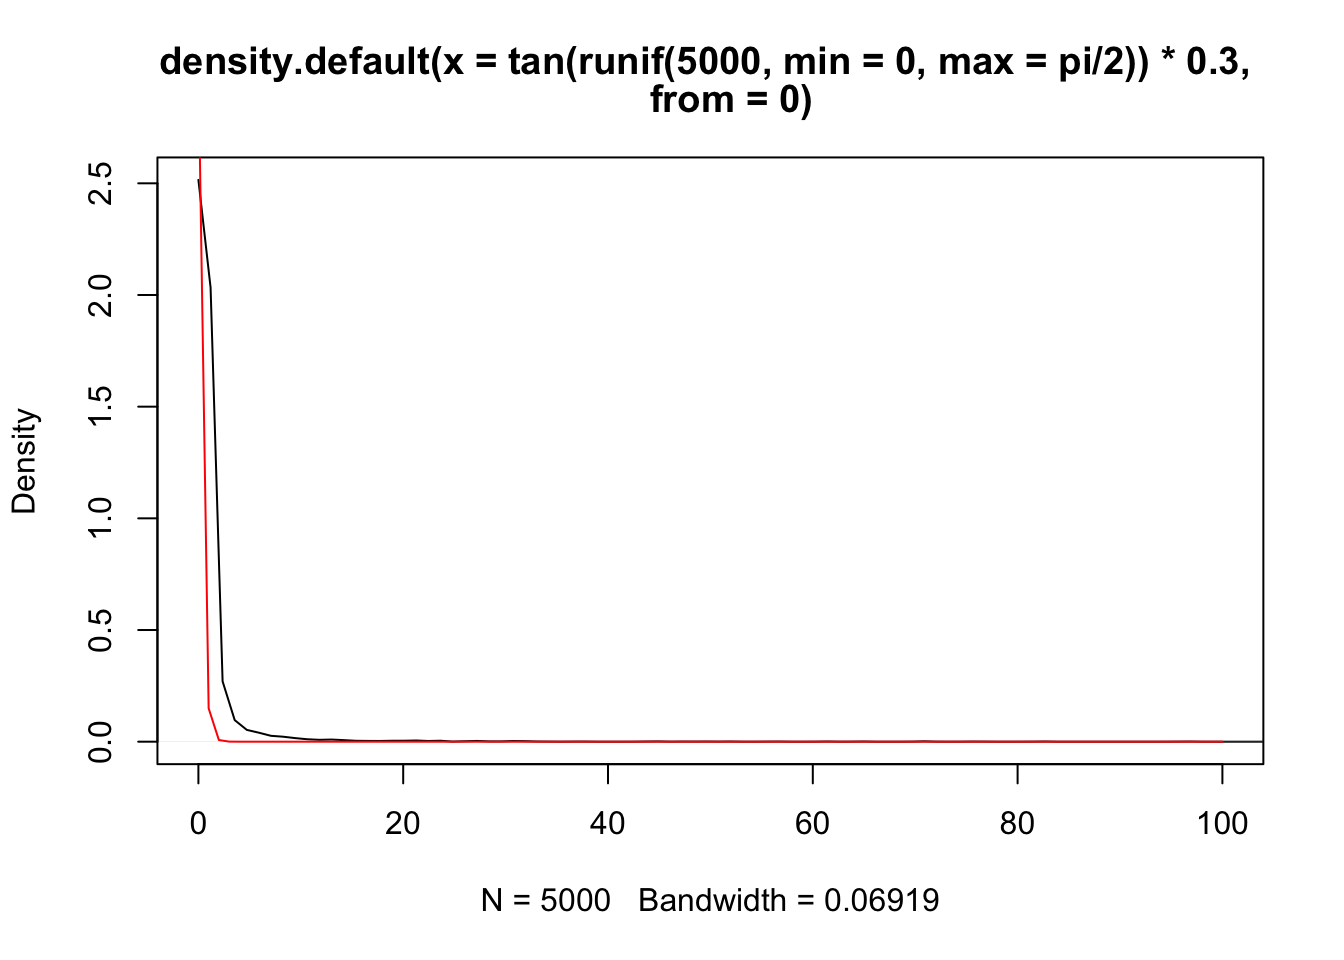 density.default(x = tan(runif(5000, min = 0, max = pi/2)) * 0.3,
from = 0)
Density
2.5
2.0
1.5
1.0
0.5
0.0
0 20 40 60 80 100
N = 5000 Bandwidth = 0.06919